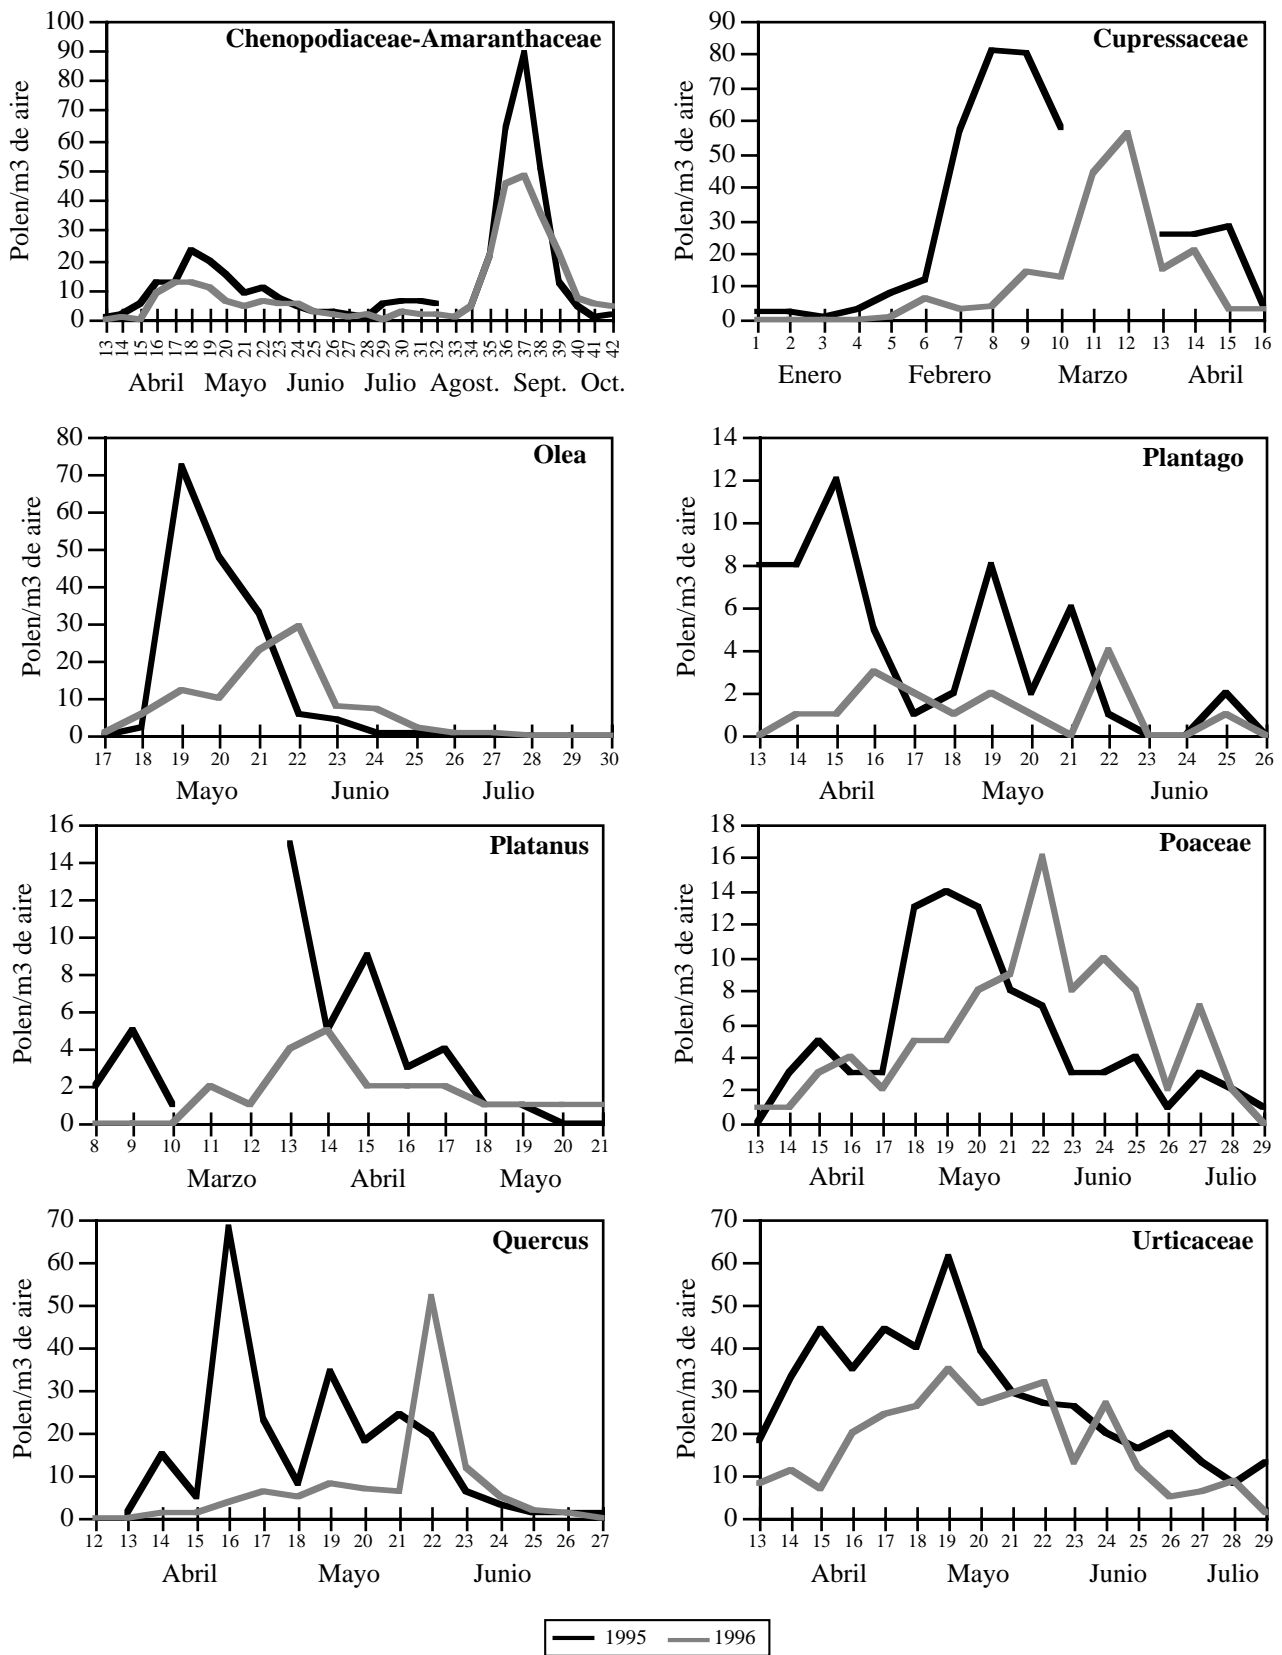 Chenopodiaceae-Amaranthaceae
Polen/m3 de aire
100
90
80
70
60
50
40
30
20
10
0
13 14 15 16 17 18 19 20 21 22 23 24 25 26 27 28 29 30 31 32 33 34 35 36 37 38 39 40 41 42
Abril Mayo Junio Julio Agost. Sept. Oct.
Cupressaceae
Polen/m3 de aire
90
80
70
60
50
40
30
20
10
0
1 2 3 4 5 6 7 8 9 10 11 12 13 14 15 16
Enero Febrero Marzo Abril
Olea
Polen/m3 de aire
80
70
60
50
40
30
20
10
0
17 18 19 20 21 22 23 24 25 26 27 28 29 30
Mayo Junio Julio
Plantago
Polen/m3 de aire
14
12
10
8
6
4
2
0
13 14 15 16 17 18 19 20 21 22 23 24 25 26
Abril Mayo Junio
Platanus
Polen/m3 de aire
16
14
12
10
8
6
4
2
0
8 9 10 11 12 13 14 15 16 17 18 19 20 21
Marzo Abril Mayo
Poaceae
Polen/m3 de aire
18
16
14
12
10
8
6
4
2
0
13 14 15 16 17 18 19 20 21 22 23 24 25 26 27 28 29
Abril Mayo Junio Julio
Quercus
Polen/m3 de aire
70
60
50
40
30
20
10
0
12 13 14 15 16 17 18 19 20 21 22 23 24 25 26 27
Abril Mayo Junio
Urticaceae
Polen/m3 de aire
70
60
50
40
30
20
10
0
13 14 15 16 17 18 19 20 21 22 23 24 25 26 27 28 29
Abril Mayo Junio Julio
1995 1996